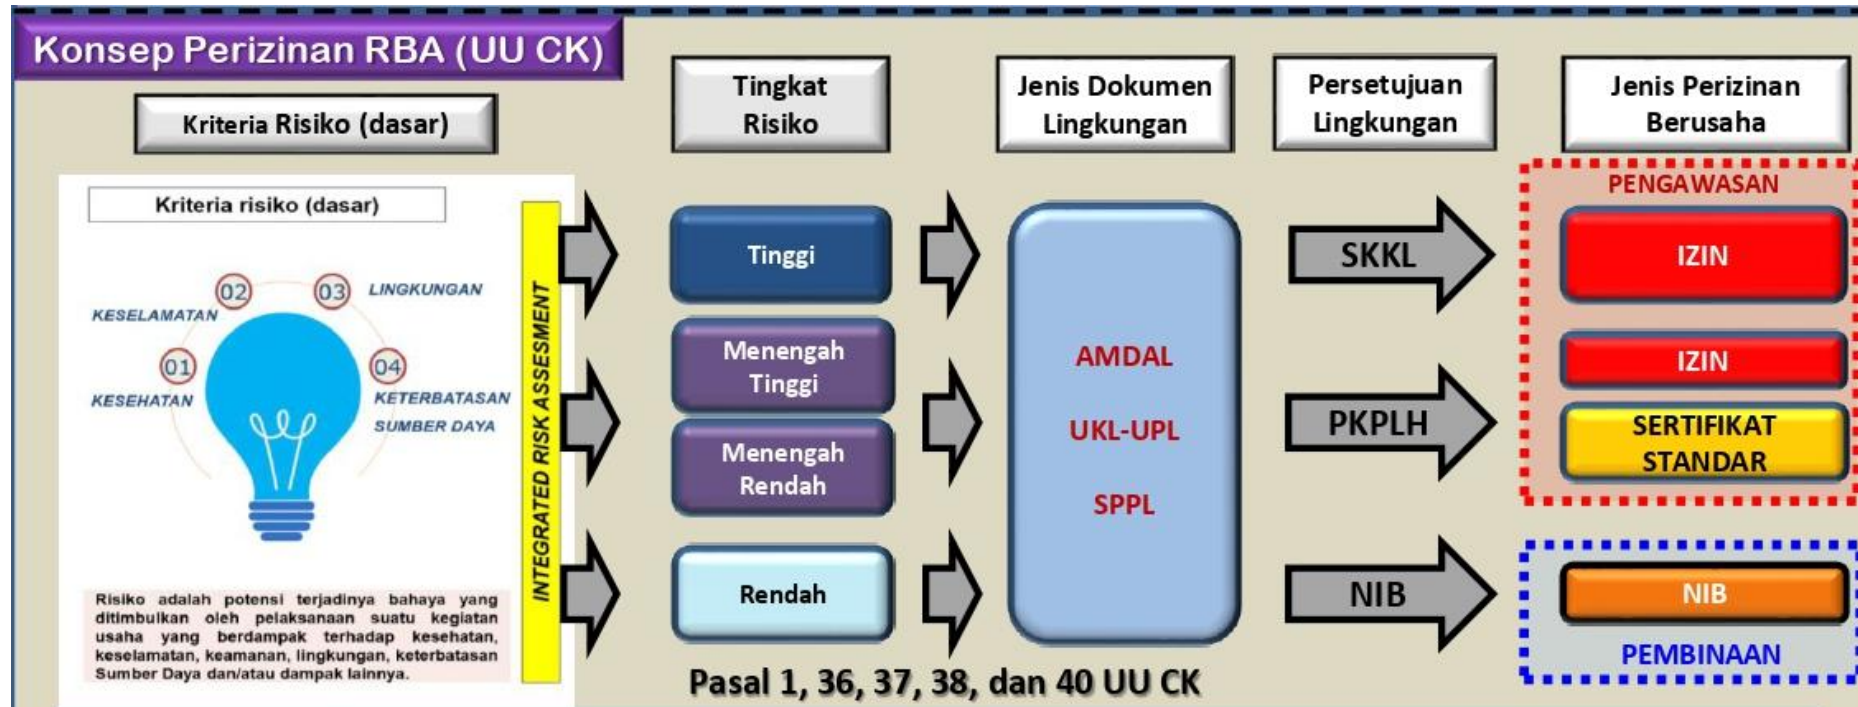 Konsep Perizinan RBA (UU CK)
Kriteria Risiko (dasar)
Tingkat
Risiko
Jenis Dokumen
Lingkungan
Persetujuan
Lingkungan
Jenis Perizinan
Berusaha
Kriteria risiko (dasar)
02
03
LINGKUNGAN
KESELAMATAN
01
04
KESEHATAN
KETERBATASAN
SUMBER DAYA
Risiko adalah potensi terjadinya bahaya yang
ditimbulkan oleh pelaksanaan suatu kegiatan
usaha yang berdampak terhadap kesehatan,
keselamatan, keamanan, lingkungan, keterbatasan
Sumber Daya dan/atau dampak lainnya.
INTEGRATED RISK ASSESMENT
Tinggi
Menengah
Tinggi
Menengah
Rendah
Rendah
AMDAL
UKL-UPL
SPPL
SKKL
PKPLH
NIB
PENGAWASAN
IZIN
IZIN
SERTIFIKAT
STANDAR
NIB
PEMBINAAN
Pasal 1, 36, 37, 38, dan 40 UU CK